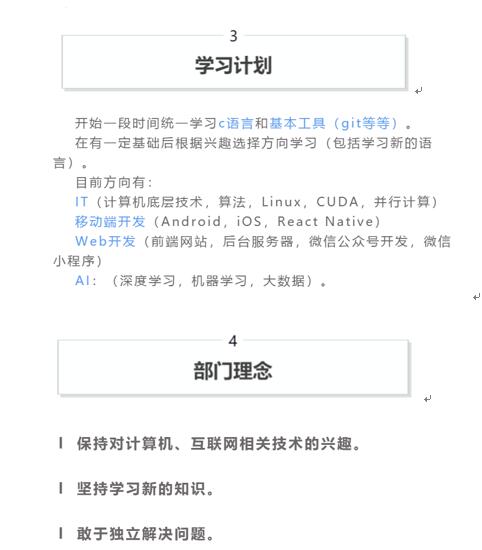 3
学习计划
开始一段时间统一学习c语言和基本工具（git等等）。
在有一定基础后根据兴趣选择方向学习（包括学习新的语
言）。
目前方向有：
IT（计算机底层技术，算法，Linux，CUDA，并行计算）
移动端开发（Android，iOS，React Native）
Web开发（前端网站，后台服务器，微信公众号开发，微信
小程序）
AI：（深度学习，机器学习，大数据）。
4
部门理念
l 保持对计算机、互联网相关技术的兴趣。
l 坚持学习新的知识。
l 敢于独立解决问题。